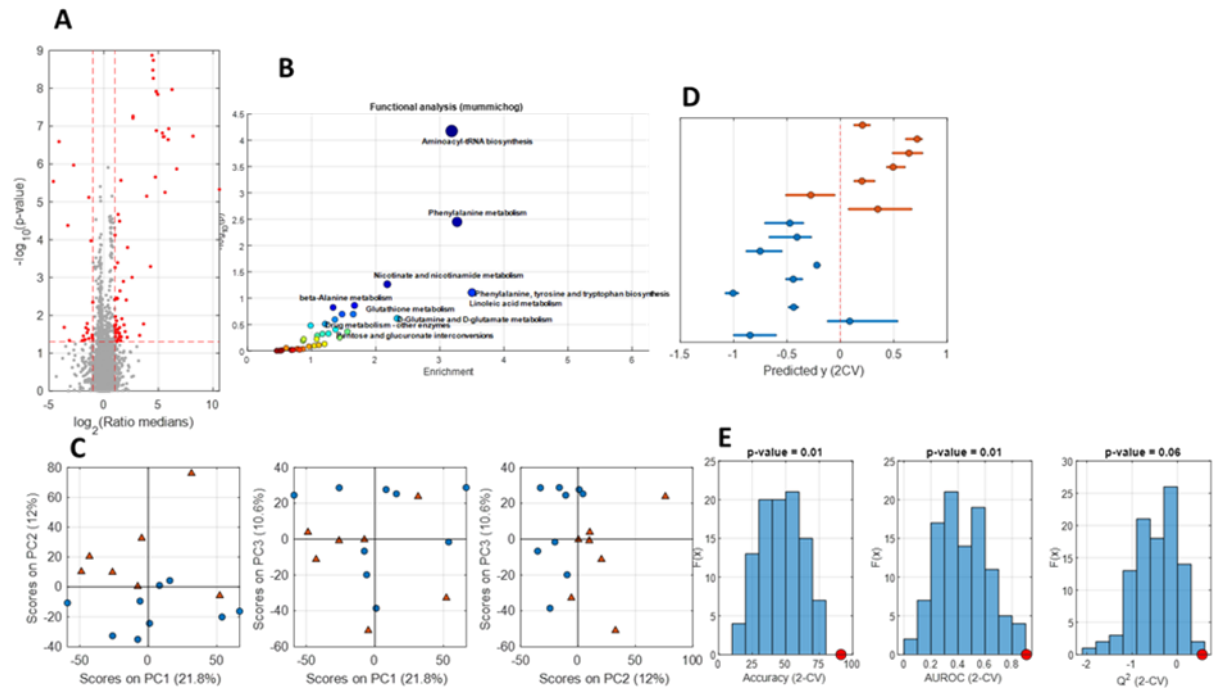 A
9
8
7
6
5
4
3
2
1
0
-log10(p-value)
-5
0
5
10
log2(Ratio medians)
B
Functional analysis (mummichog)
4.5
4
3.5
3
2.5
2
1.5
1
0.5
0
Aminoacyl-tRNA biosynthesis
Phenylalanine metabolism
Nicotinate and nicotinamide metabolism
Phenylalanine, tyrosine and tryptophan biosynthesis
beta-Alanine metabolism
Linoleic acid metabolism
Glutathione metabolism
D-Glutamine and D-glutamate metabolism
Drug metabolism - other enzymes
Pentose and glucuronate interconversions
0
1
2
3
4
5
6
Enrichment
D
-1.5
-1
-0.5
0
0.5
1
Predicted y (2CV)
C
80
60
40
20
0
-20
-40
Scores on PC2 (12%)
-50
0
50
Scores on PC1 (21.8%)
40
20
0
-20
-40
-60
Scores on PC3 (10.6%)
-50
0
50
Scores on PC1 (21.8%)
40
20
0
-20
-40
-60
Scores on PC3 (10.6%)
-50
0
50
100
Scores on PC2 (12%)
E
p-value = 0.01
25
20
15
10
5
0
F(x)
0
25
50
75
100
Accuracy (2-CV)
p-value = 0.01
25
20
15
10
5
0
F(x)
0
0.2
0.4
0.6
0.8
AUROC (2-CV)
p-value = 0.06
30
25
20
15
10
5
0
F(x)
-2
-1
0
Q2 (2-CV)